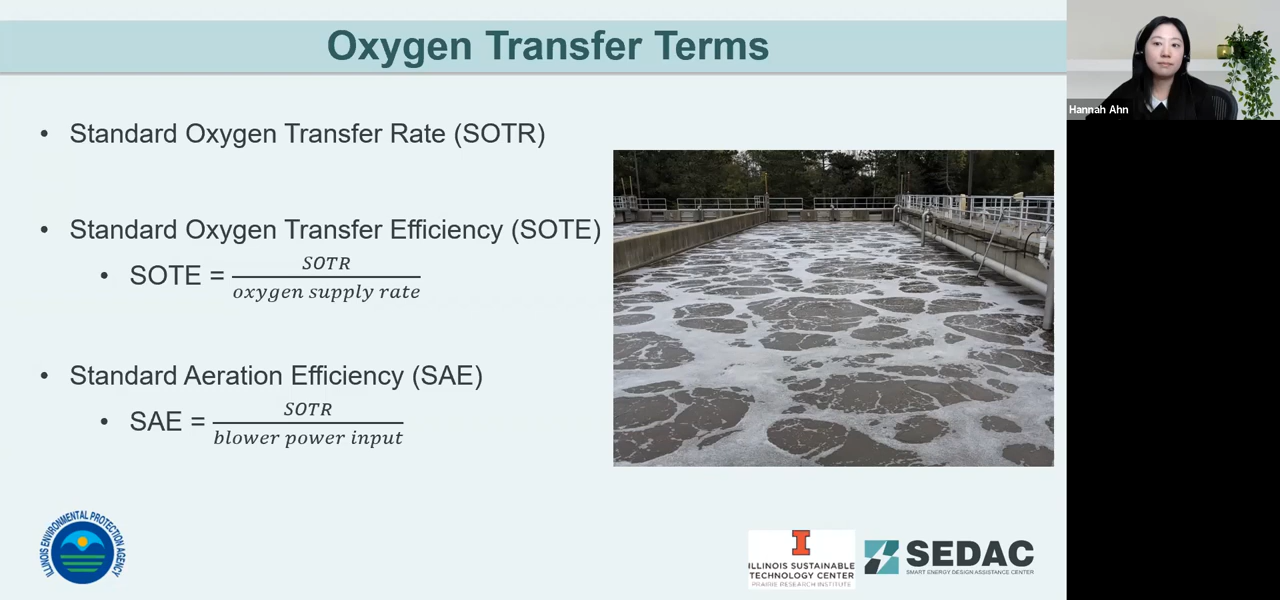 Oxygen Transfer Terms
Hannah Ahn
• Standard Oxygen Transfer Rate (SOTR)
• Standard Oxygen Transfer Efficiency (SOTE)
• SOTE = SOTR / oxygen supply rate
• Standard Aeration Efficiency (SAE)
• SAE = SOTR / blower power input
ILLINOIS ENVIRONMENTAL PROTECTION AGENCY
I
ILLINOIS SUSTAINABLE
TECHNOLOGY CENTER
PRAIRIE RESEARCH INSTITUTE
SEDAC
SMART ENERGY DESIGN ASSISTANCE CENTER